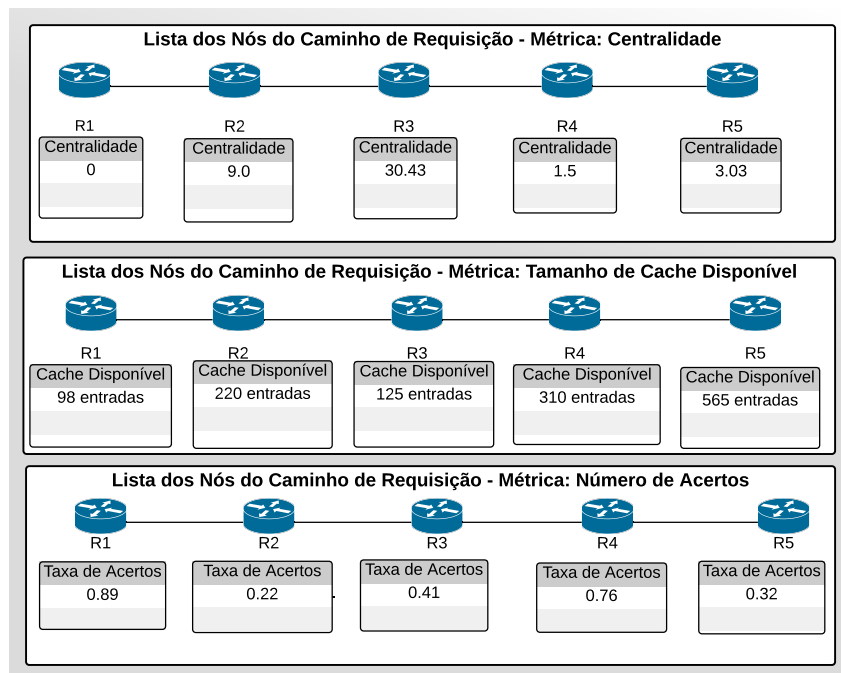 Lista dos Nós do Caminho de Requisição - Métrica: Centralidade
R1 R2 R3 R4 R5
Centralidade Centralidade Centralidade Centralidade Centralidade
0 9.0 30.43 1.5 3.03
Lista dos Nós do Caminho de Requisição - Métrica: Tamanho de Cache Disponível
R1 R2 R3 R4 R5
Cache Disponível Cache Disponível Cache Disponível Cache Disponível Cache Disponível
98 entradas 220 entradas 125 entradas 310 entradas 565 entradas
Lista dos Nós do Caminho de Requisição - Métrica: Número de Acertos
R1 R2 R3 R4 R5
Taxa de Acertos Taxa de Acertos Taxa de Acertos Taxa de Acertos Taxa de Acertos
0.89 0.22 0.41 0.76 0.32